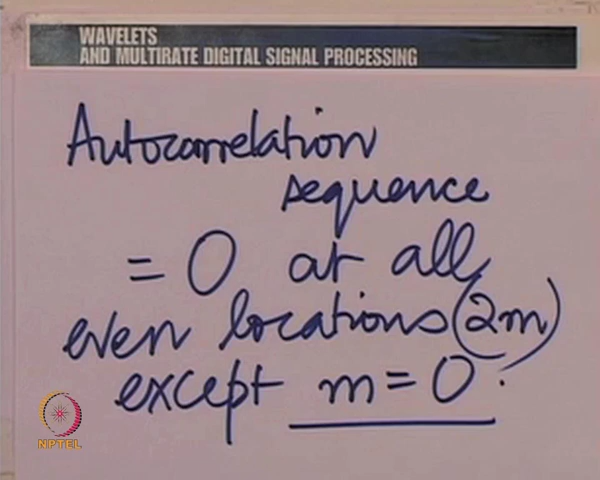 WAVELETS
AND MULTIRATE DIGITAL SIGNAL PROCESSING
Autocorrelation
sequence
= 0 at all
even locations (2m)
except m = 0.
NPTEL